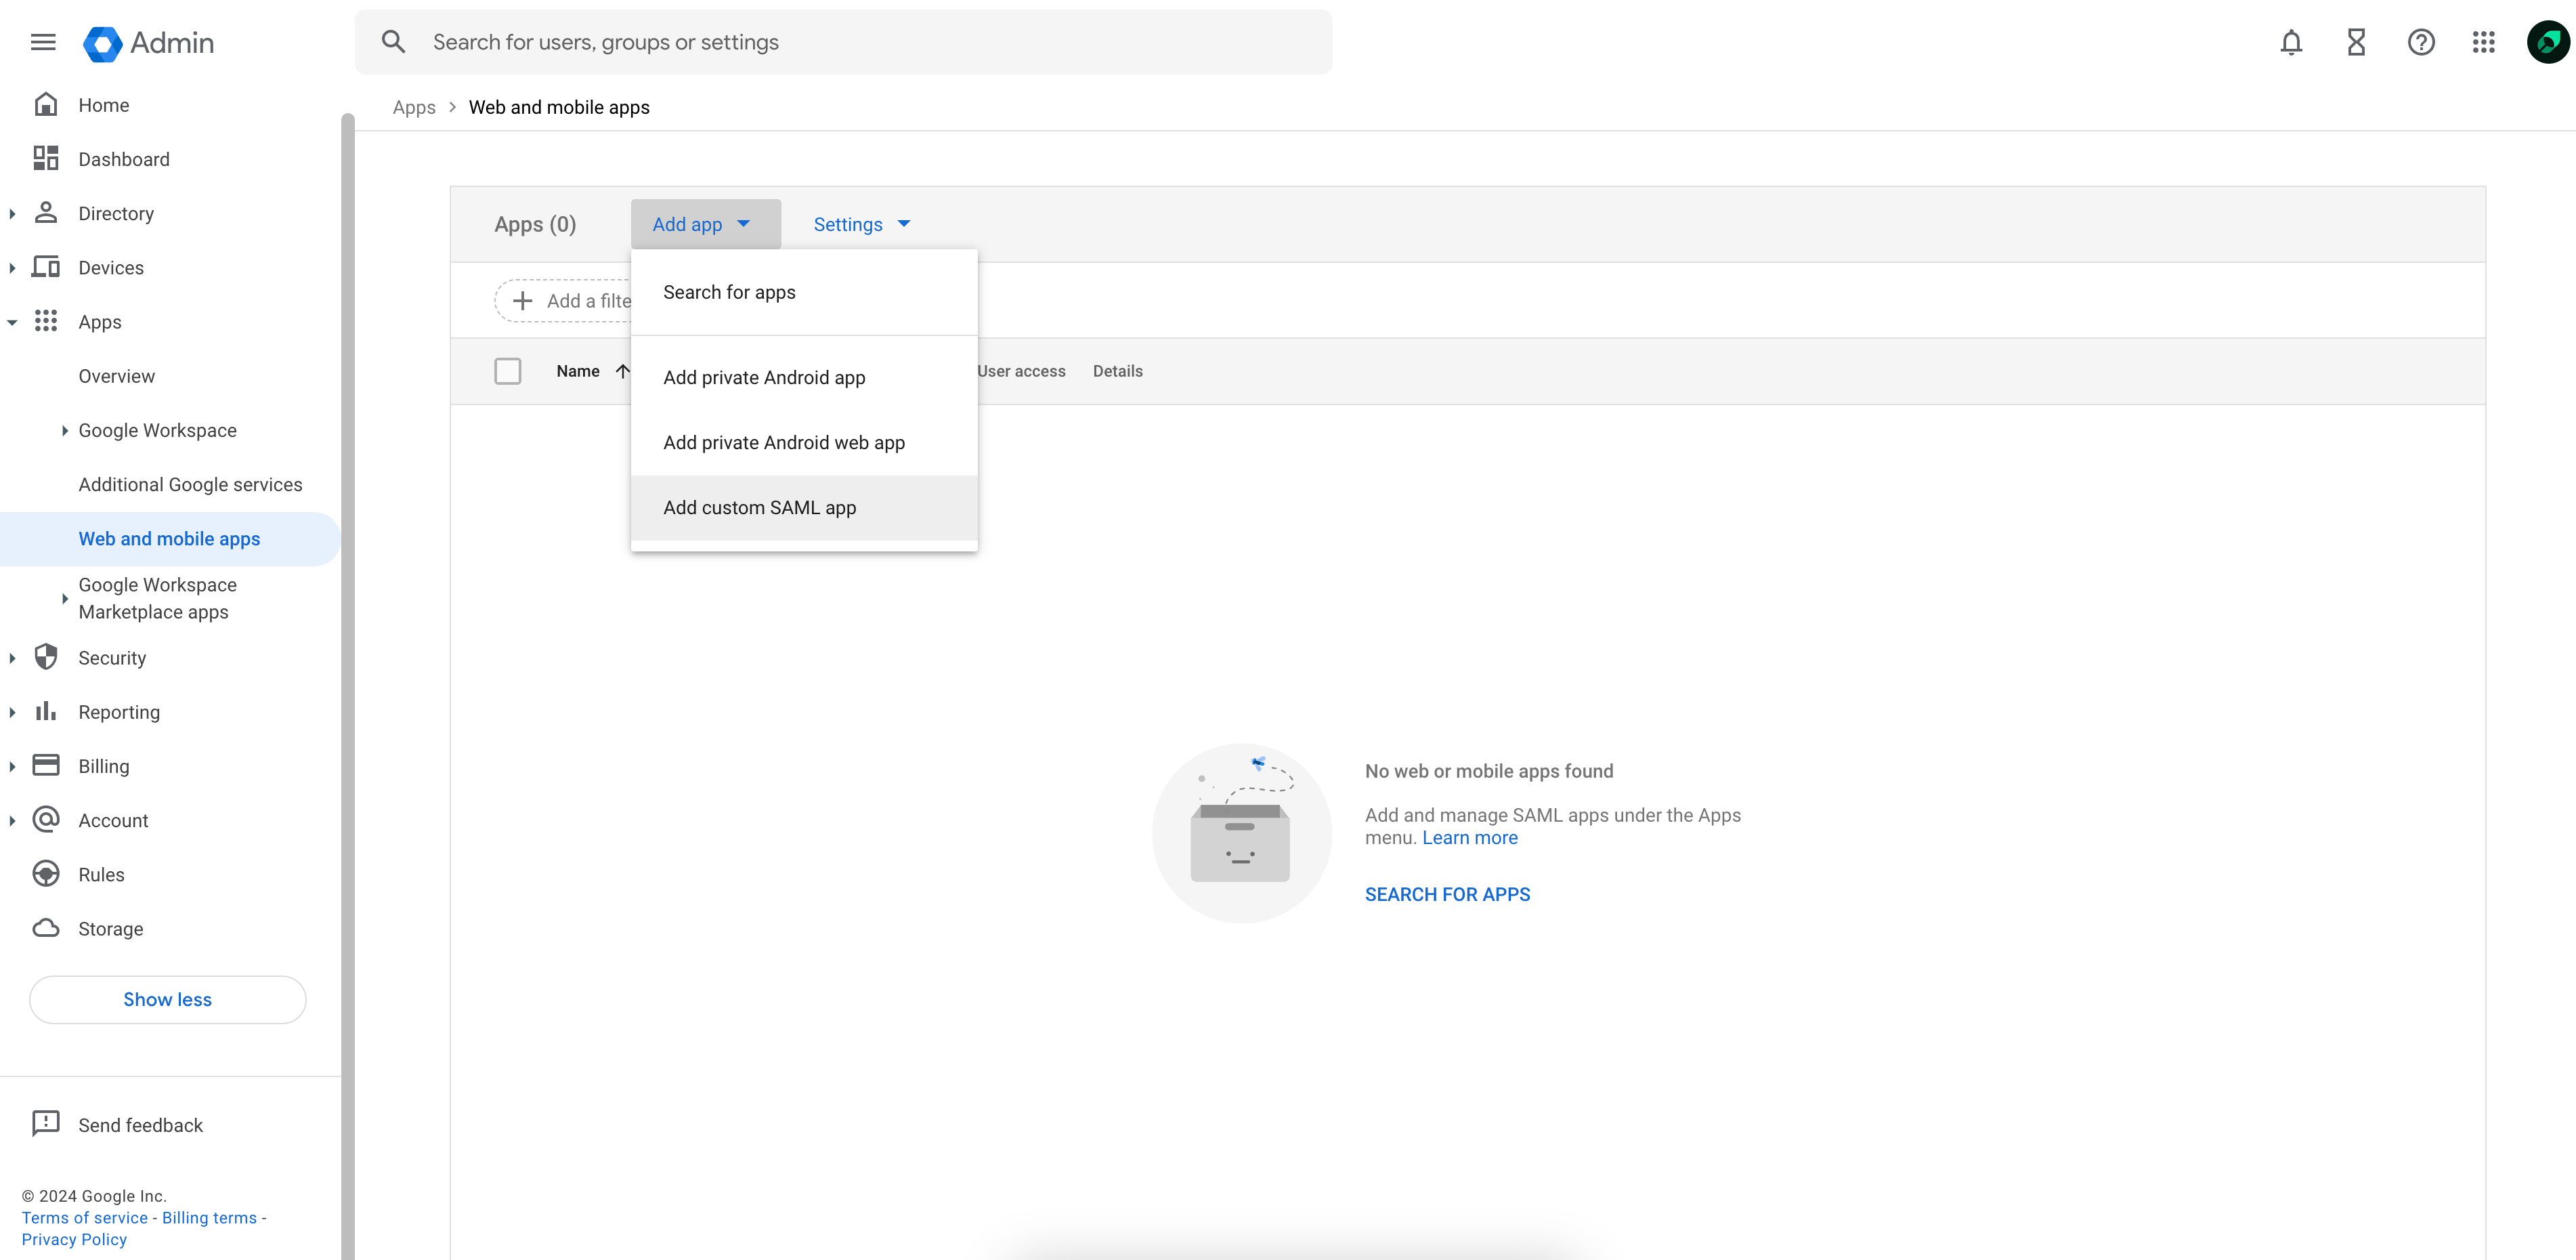 Admin
Search for users, groups or settings
Home
Dashboard
Directory
Devices
Apps
Overview
Google Workspace
Additional Google services
Web and mobile apps
Google Workspace
Marketplace apps
Security
Reporting
Billing
Account
Rules
Storage
Show less
Send feedback
© 2024 Google Inc.
Terms of service - Billing terms -
Privacy Policy
Apps > Web and mobile apps
Apps (0) Add app Settings
Add a filte
Search for apps
Add private Android app
Add private Android web app
Add custom SAML app
Name User access Details
No web or mobile apps found
Add and manage SAML apps under the Apps
menu. Learn more
SEARCH FOR APPS